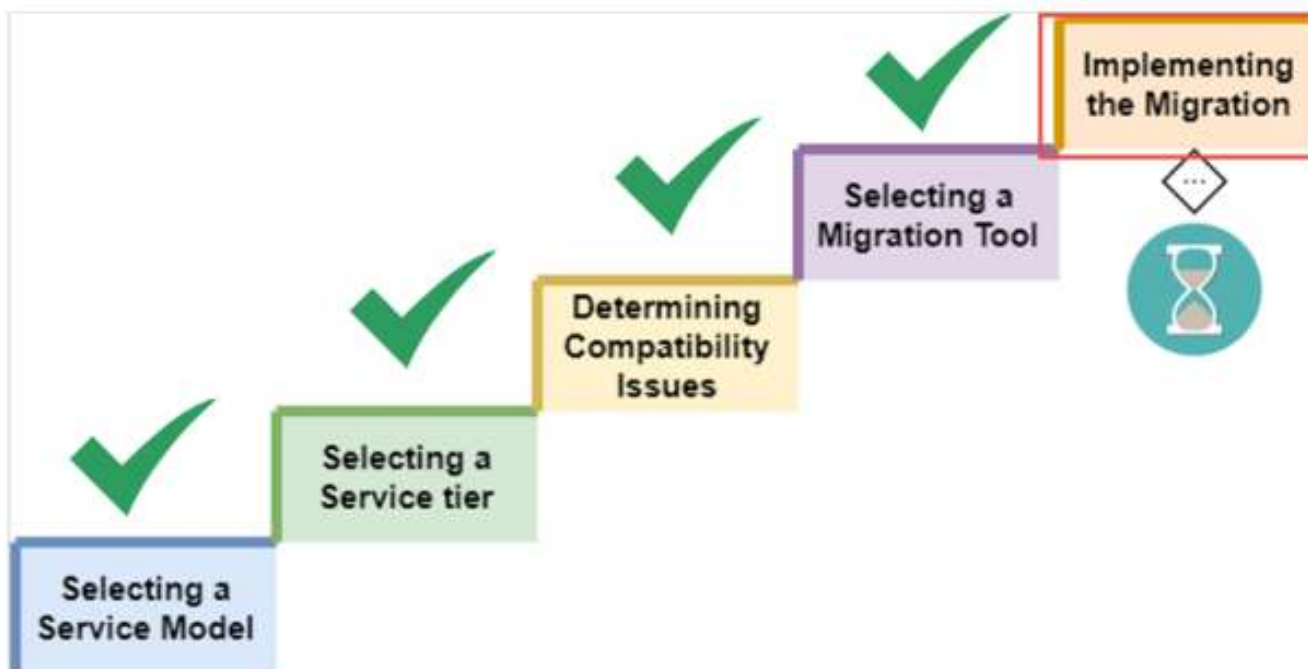 Implementing
the Migration
...
Selecting a
Migration Tool
Determining
Compatibility
Issues
Selecting a
Service tier
Selecting a
Service Model